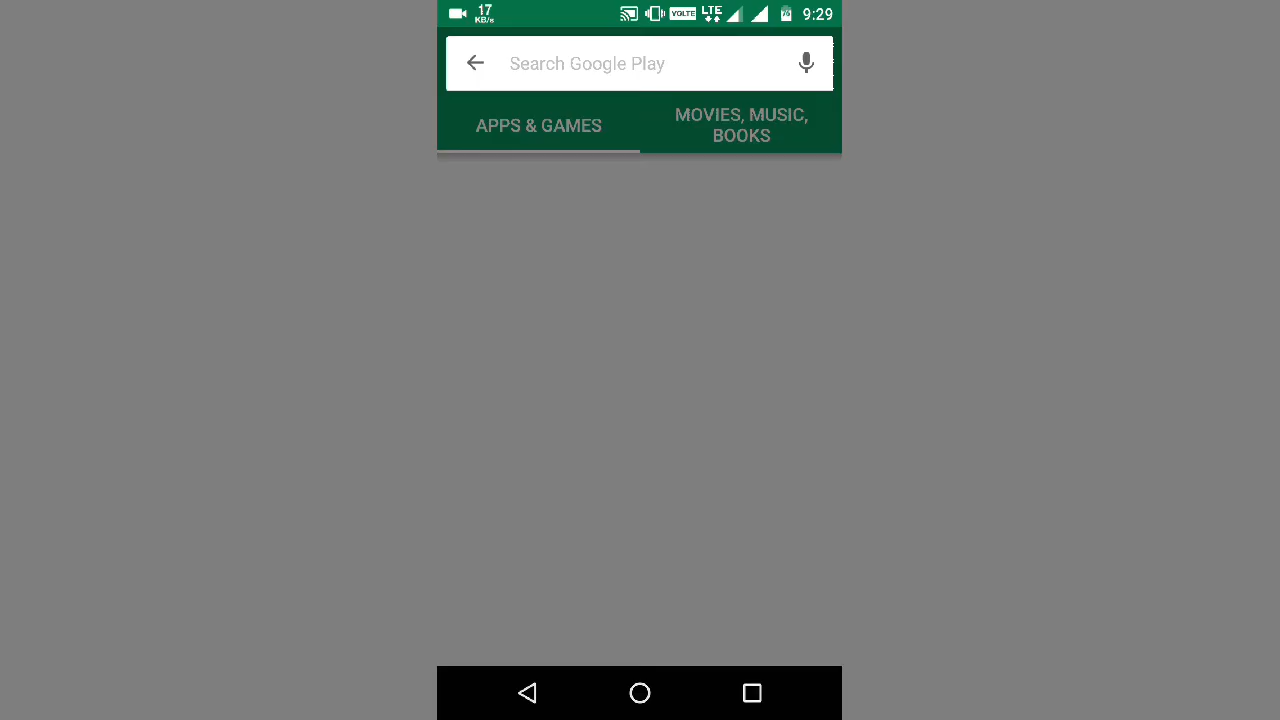 17
KB/s
VOLTE
LTE
9:29
Search Google Play
APPS & GAMES
MOVIES, MUSIC,
BOOKS